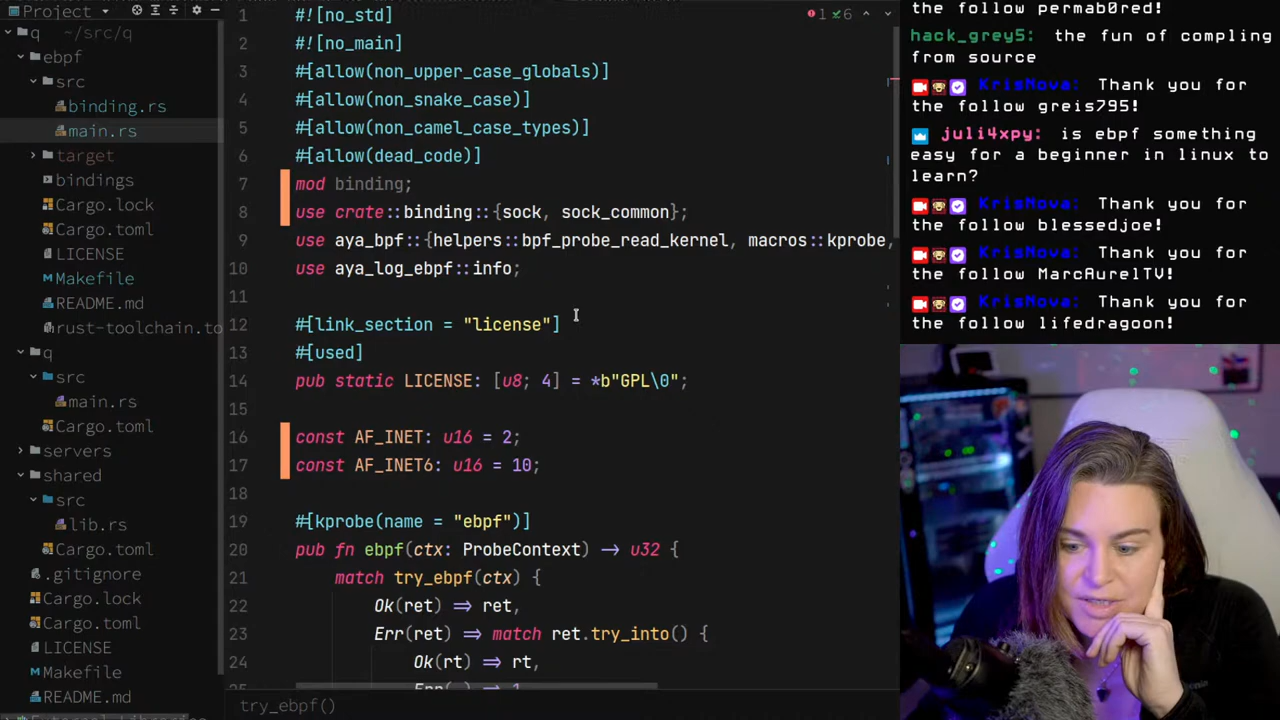 Project
q ~/src/q
ebpf
src
binding.rs
main.rs
target
bindings
Cargo.lock
Cargo.toml
LICENSE
Makefile
README.md
rust-toolchain.to
q
src
main.rs
Cargo.toml
servers
shared
src
lib.rs
Cargo.toml
.gitignore
Cargo.lock
Cargo.toml
LICENSE
Makefile
README.md
1 #![no_std]
2 #![no_main]
3 #[allow(non_upper_case_globals)]
4 #[allow(non_snake_case)]
5 #[allow(non_camel_case_types)]
6 #[allow(dead_code)]
7 mod binding;
8 use crate::binding::{sock, sock_common};
9 use aya_bpf::{helpers::bpf_probe_read_kernel, macros::kprobe,
10 use aya_log_ebpf::info;
11
12 #[link_section = "license"]
13 #[used]
14 pub static LICENSE: [u8; 4] = *b"GPL\0";
15
16 const AF_INET: u16 = 2;
17 const AF_INET6: u16 = 10;
18
19 #[kprobe(name = "ebpf")]
20 pub fn ebpf(ctx: ProbeContext) → u32 {
21 match try_ebpf(ctx) {
22 Ok(ret) ⇒ ret,
23 Err(ret) ⇒ match ret.try_into() {
24 Ok(rt) ⇒ rt,
try_ebpf()
1 6
the follow permab0red!
hack_grey5: the fun of compling
from source
KrisNova: Thank you for
the follow greis795!
juli4xpy: is ebpf something
easy for a beginner in linux to
learn?
KrisNova: Thank you for
the follow blessedjoe!
KrisNova: Thank you for
the follow MarcAurelTV!
KrisNova: Thank you for
the follow lifedragoon!